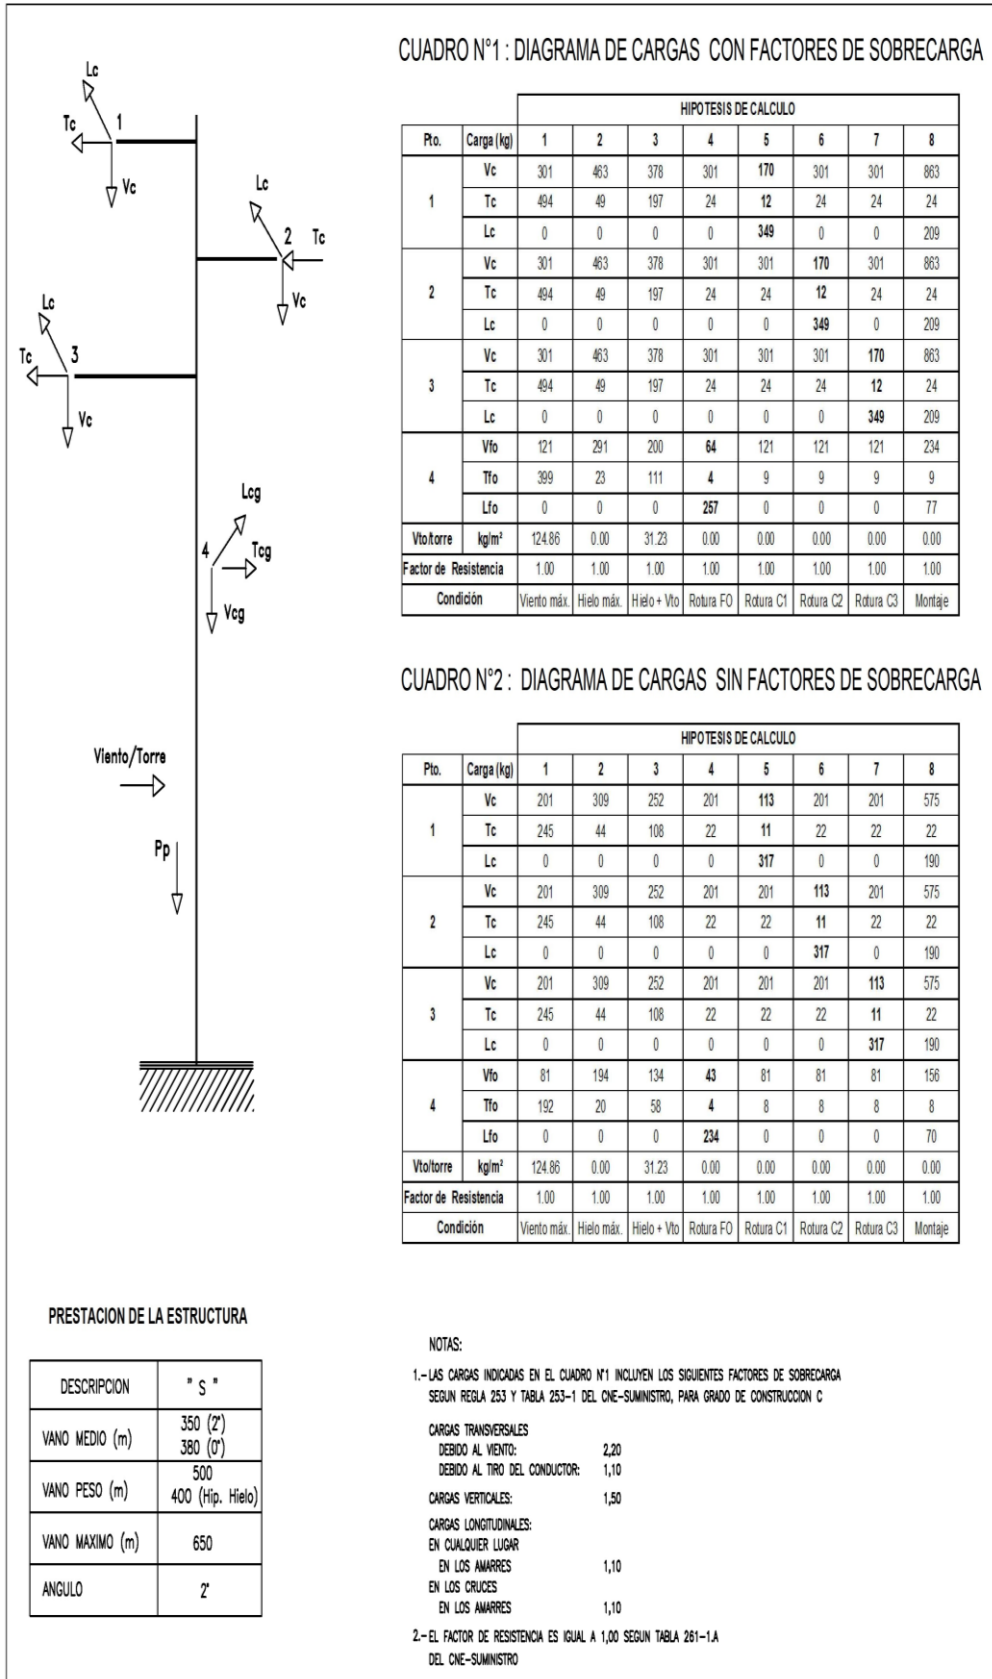 CUADRO N°1 : DIAGRAMA DE CARGAS CON FACTORES DE SOBRECARGA
HIPOTESIS DE CALCULO
Pto. Carga (kg) 1 2 3 4 5 6 7 8
1
Vc 301 463 378 301 170 301 301 863
Tc 494 49 197 24 12 24 24 24
Lc 0 0 0 0 349 0 0 209
2
Vc 301 463 378 301 301 170 301 863
Tc 494 49 197 24 24 12 24 24
Lc 0 0 0 0 0 349 0 209
3
Vc 301 463 378 301 301 301 170 863
Tc 494 49 197 24 24 24 12 24
Lc 0 0 0 0 0 0 349 209
4
Vfo 121 291 200 64 121 121 121 234
Tfo 399 23 111 4 9 9 9 9
Lfo 0 0 0 257 0 0 0 77
Vto/torre kg/m² 124.86 0.00 31.23 0.00 0.00 0.00 0.00 0.00
Factor de Resistencia 1.00 1.00 1.00 1.00 1.00 1.00 1.00 1.00
Condición Viento máx. Hielo máx. Hielo + Vto Rotura FO Rotura C1 Rotura C2 Rotura C3 Montaje
Lc
Tc
1
Vc
Lc
2
Tc
Vc
Lc
Tc
3
Vc
Lcg
4
Tcg
Vcg
Viento/Torre
Pp
CUADRO N°2 : DIAGRAMA DE CARGAS SIN FACTORES DE SOBRECARGA
HIPOTESIS DE CALCULO
Pto. Carga (kg) 1 2 3 4 5 6 7 8
1
Vc 201 309 252 201 113 201 201 575
Tc 245 44 108 22 11 22 22 22
Lc 0 0 0 0 317 0 0 190
2
Vc 201 309 252 201 201 113 201 575
Tc 245 44 108 22 22 11 22 22
Lc 0 0 0 0 0 317 0 190
3
Vc 201 309 252 201 201 201 113 575
Tc 245 44 108 22 22 22 11 22
Lc 0 0 0 0 0 0 317 190
4
Vfo 81 194 134 43 81 81 81 156
Tfo 192 20 58 4 8 8 8 8
Lfo 0 0 0 234 0 0 0 70
Vto/torre kg/m² 124.86 0.00 31.23 0.00 0.00 0.00 0.00 0.00
Factor de Resistencia 1.00 1.00 1.00 1.00 1.00 1.00 1.00 1.00
Condición Viento máx. Hielo máx. Hielo + Vto Rotura FO Rotura C1 Rotura C2 Rotura C3 Montaje
PRESTACION DE LA ESTRUCTURA
DESCRIPCION " S "
VANO MEDIO (m) 350 (2°)
380 (0°)
VANO PESO (m) 500
400 (Hip. Hielo)
VANO MAXIMO (m) 650
ANGULO 2°
NOTAS:
1.- LAS CARGAS INDICADAS EN EL CUADRO N°1 INCLUYEN LOS SIGUIENTES FACTORES DE SOBRECARGA
SEGUN REGLA 253 Y TABLA 253-1 DEL CNE-SUMINISTRO, PARA GRADO DE CONSTRUCCION C
CARGAS TRANSVERSALES
DEBIDO AL VIENTO: 2,20
DEBIDO AL TIRO DEL CONDUCTOR: 1,10
CARGAS VERTICALES: 1,50
CARGAS LONGITUDINALES:
EN CUALQUIER LUGAR
EN LOS AMARRES 1,10
EN LOS CRUCES
EN LOS AMARRES 1,10
2.- EL FACTOR DE RESISTENCIA ES IGUAL A 1,00 SEGUN TABLA 261-1.A
DEL CNE-SUMINISTRO